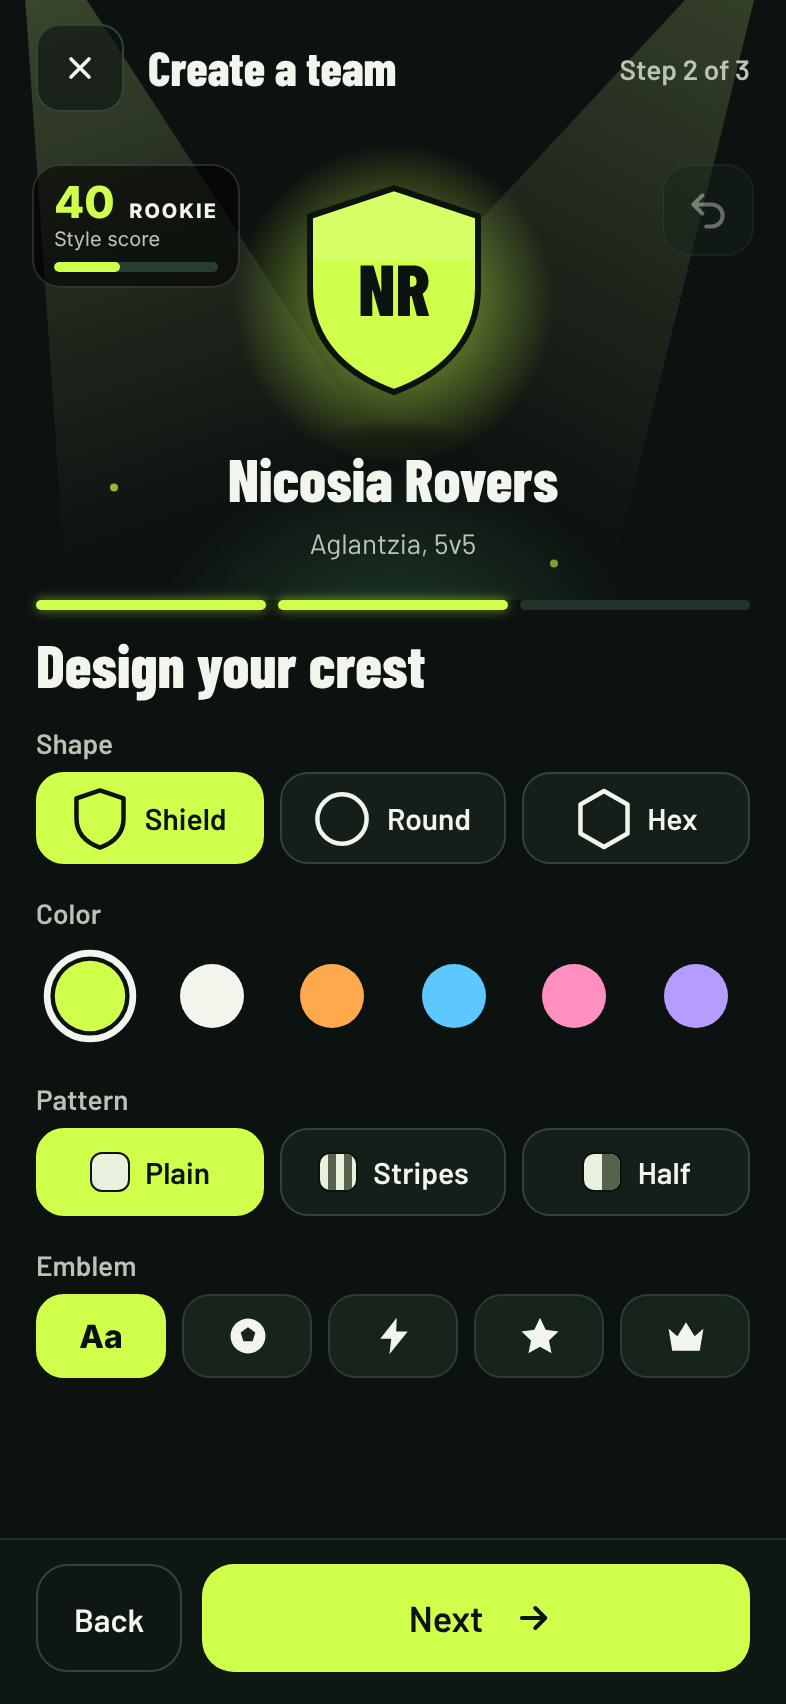 Create a team
Step 2 of 3
40 ROOKIE
Style score
NR
Nicosia Rovers
Aglantzia, 5v5
Design your crest
Shape
Shield
Round
Hex
Color
Pattern
Plain
Stripes
Half
Emblem
Aa
Back
Next